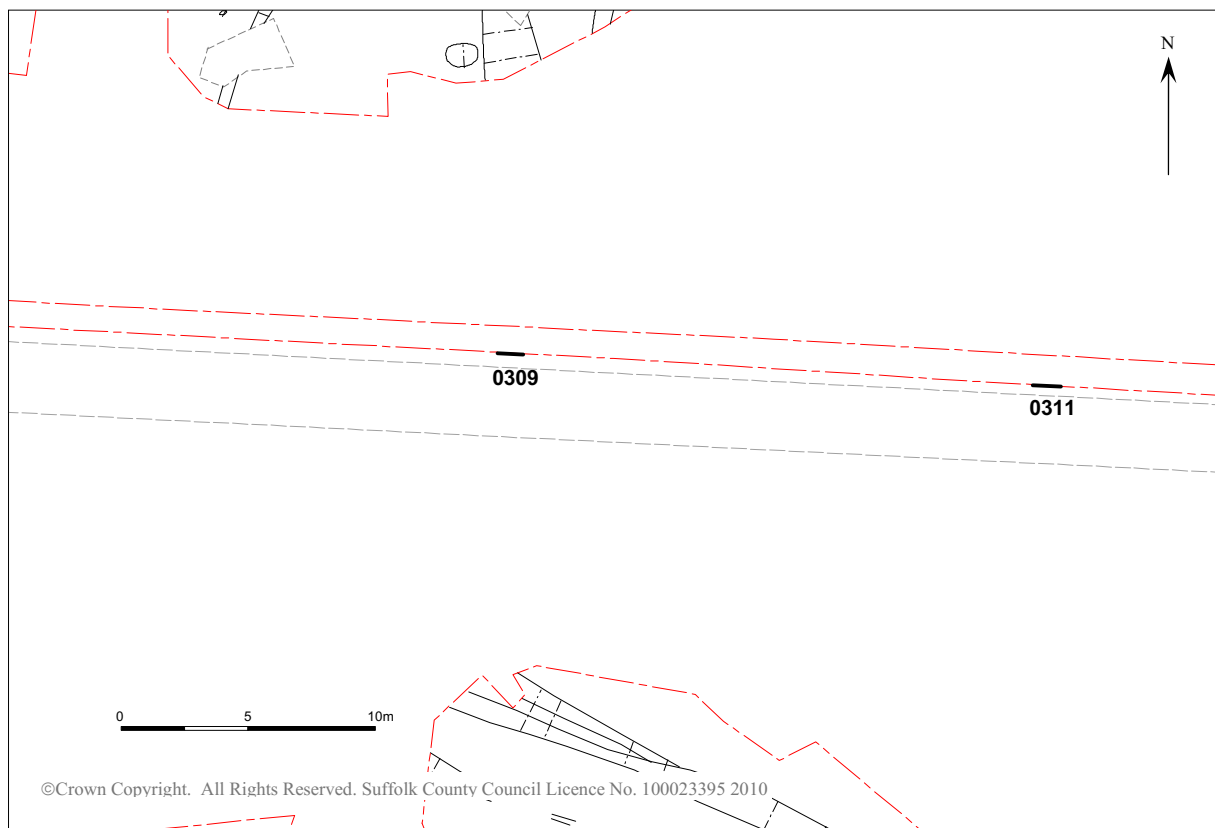 N
0309
0311
0 5 10m
©Crown Copyright. All Rights Reserved. Suffolk County Council Licence No. 100023395 2010